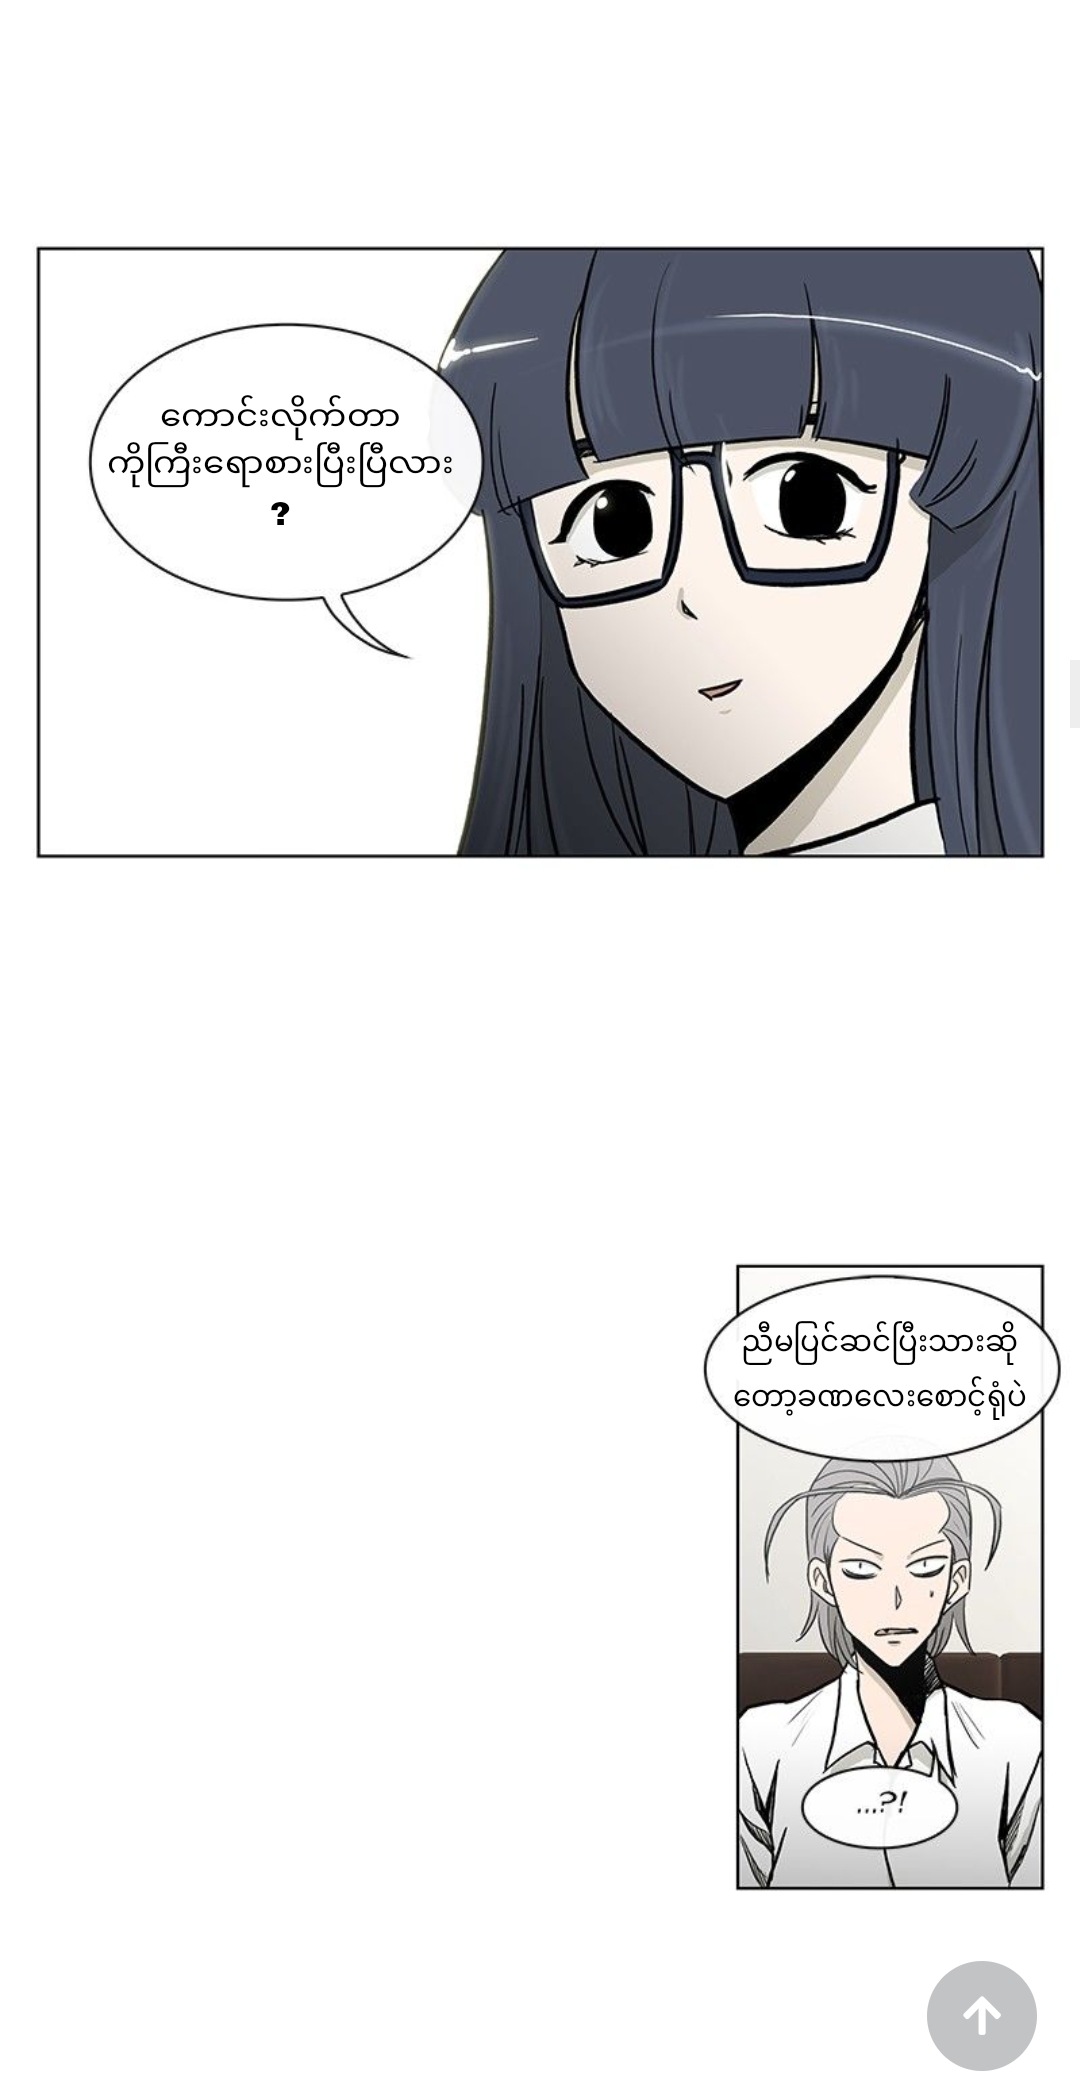 ကောင်းလိုက်တာ
ကိုကြီးရောစားပြီးပြီလား
?
ညီမပြင်ဆင်ပြီးသားဆို
တော့ခဏလေးစောင့်ရုံပဲ
...?!